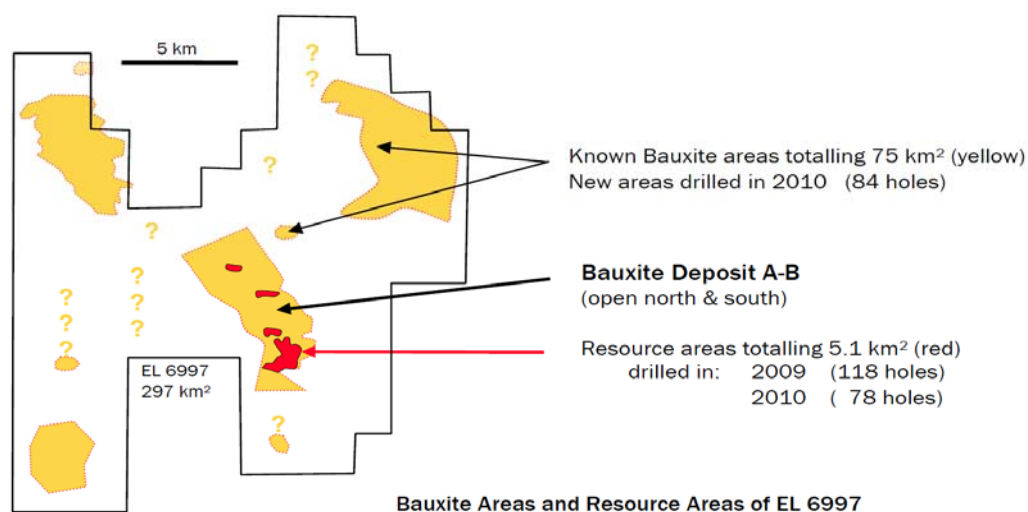 ?
?
5 km
?
Known Bauxite areas totalling 75 km² (yellow)
New areas drilled in 2010 (84 holes)
?
Bauxite Deposit A-B
(open north & south)
?
?
?
?
?
?
?
Resource areas totalling 5.1 km² (red)
drilled in: 2009 (118 holes)
2010 ( 78 holes)
EL 6997
297 km²
?
Bauxite Areas and Resource Areas of EL 6997